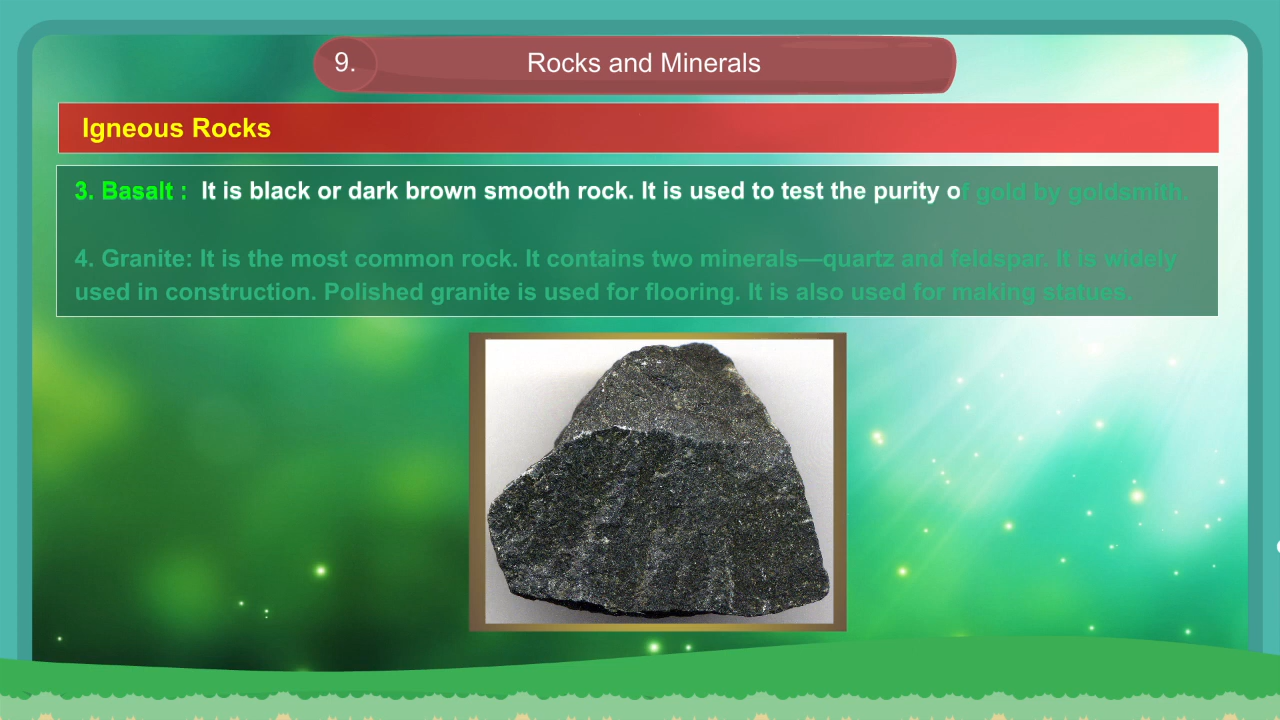 9. Rocks and Minerals
Igneous Rocks
3. Basalt : It is black or dark brown smooth rock. It is used to test the purity of gold by goldsmith.
4. Granite: It is the most common rock. It contains two minerals—quartz and feldspar. It is widely
used in construction. Polished granite is used for flooring. It is also used for making statues.